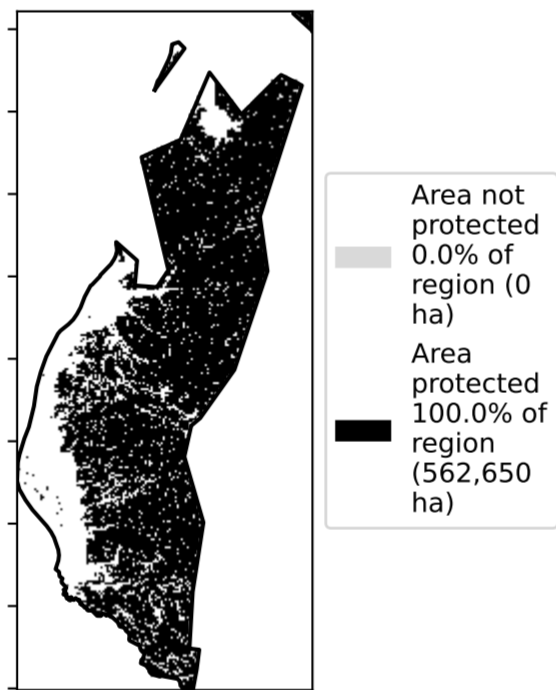 Area not
protected
0.0% of
region (0
ha)
Area
protected
100.0% of
region
(562,650
ha)